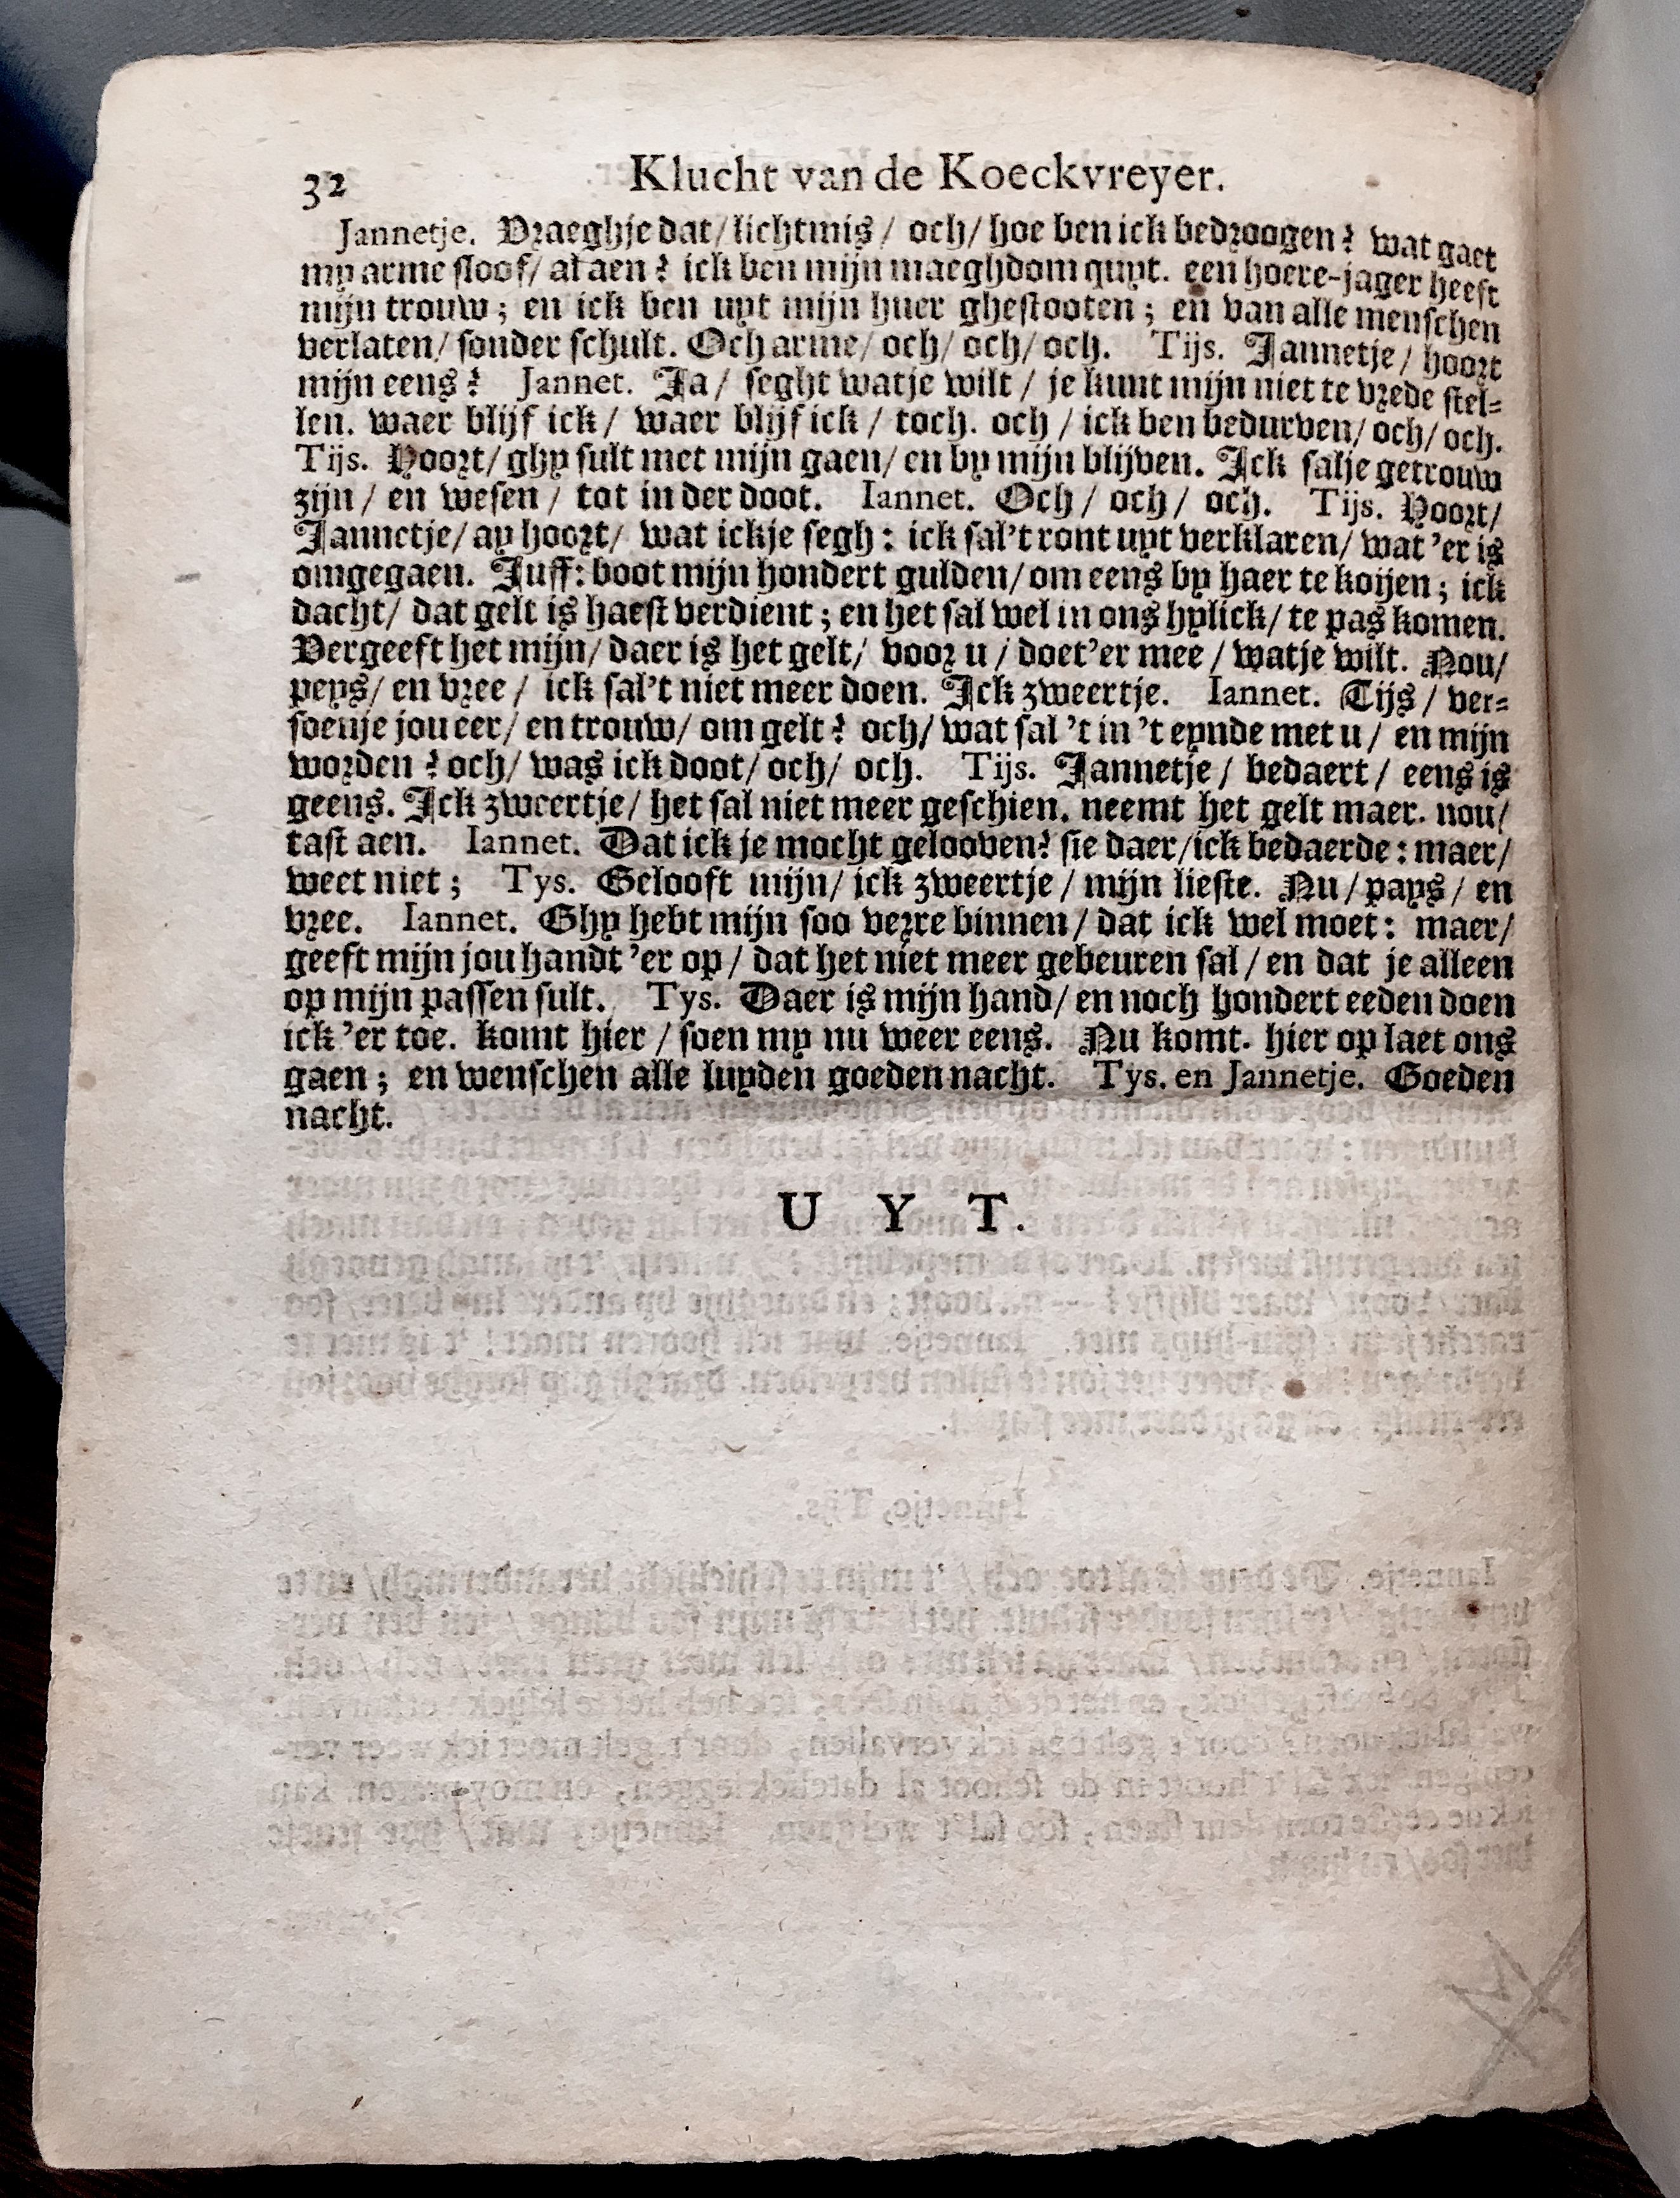 32 Klucht van de Koeckvreyer.
Jannetje. Vraeghje dat/ lichtmis/ och/ hoe ben ick bedroogen? wat gaet
my arme sloof/ al aen? ick ben mijn maeghdom quyt. een hoere-jager heeft
mijn trouw; en ick ben uyt mijn huer ghestooten; en van alle menschen
verlaten/ sonder schult. Och arme/ och/ och/ och. Tijs. Jannetje/ hoort
mijn eens? Jannet. Ja/ seght watje wilt/ je kunt mijn niet te vrede stel-
len. waer blijf ick/ waer blijf ick/ toch. och/ ick ben bedurven/ och/ och.
Tijs. Hoort/ ghy sult met mijn gaen/ en by mijn blijven. Ick salje getrouw
zijn/ en wesen/ tot in der doot. Iannet. Och/ och/ och. Tijs. Hoort/
Jannetje/ ay hoort/ wat ickje segh: ick sal't ront uyt verklaren/ wat 'er is
omgegaen. Juff: boot mijn hondert gulden/ om eens by haer te koijen; ick
dacht/ dat gelt is haest verdient; en het sal wel in ons hylick/ te pas komen.
Vergeeft het mijn/ daer is het gelt/ voor u/ doet'er mee/ watje wilt. Nou/
peys/ en vree/ ick sal't niet meer doen. Ick zweertje. Iannet. Tijs/ ver-
soenje jou eer/ en trouw/ om gelt? och/ wat sal 't in 't eynde met u/ en mijn
worden? och/ was ick doot/ och/ och. Tijs. Jannetje/ bedaert/ eens is
geens. Ick zweertje/ het sal niet meer geschien. neemt het gelt maer. nou/
tast aen. Iannet. Dat ick je mocht gelooven? sie daer/ ick bedaerde: maer/
weet niet; Tys. Gelooft mijn/ ick zweertje/ mijn lieste. Nu/ pays/ en
vree. Iannet. Ghy hebt mijn soo verre binnen/ dat ick wel moet: maer/
geeft mijn jou handt 'er op/ dat het niet meer gebeuren sal/ en dat je alleen
op mijn passen sult. Tys. Daer is mijn hand/ en noch hondert eeden doen
ick 'er toe. komt hier/ soen my nu weer eens. Nu komt. hier op laet ons
gaen; en wenschen alle luyden goeden nacht. Tys. en Jannetje. Goeden
nacht.
U Y T.